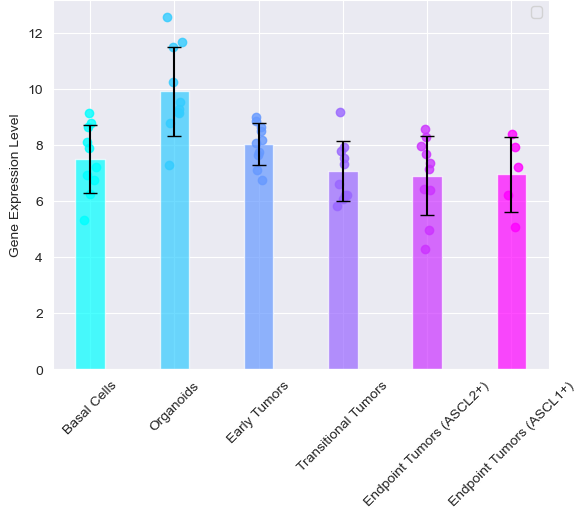 Gene Expression Level
12
10
8
6
4
2
0
Basal Cells
Organoids
Early Tumors
Transitional Tumors
Endpoint Tumors (ASCL2+)
Endpoint Tumors (ASCL1+)